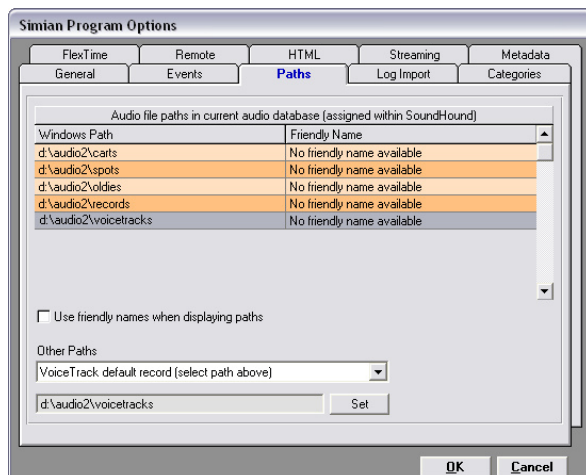 Simian Program Options
FlexTime Remote HTML Streaming Metadata
General Events Paths Log Import Categories
Audio file paths in current audio database (assigned within SoundHound)
Windows Path Friendly Name
d:\audio2\carts No friendly name available
d:\audio2\spots No friendly name available
d:\audio2\oldies No friendly name available
d:\audio2\records No friendly name available
d:\audio2\voicetracks No friendly name available
Use friendly names when displaying paths
Other Paths
VoiceTrack default record (select path above)
d:\audio2\voicetracks Set
OK Cancel